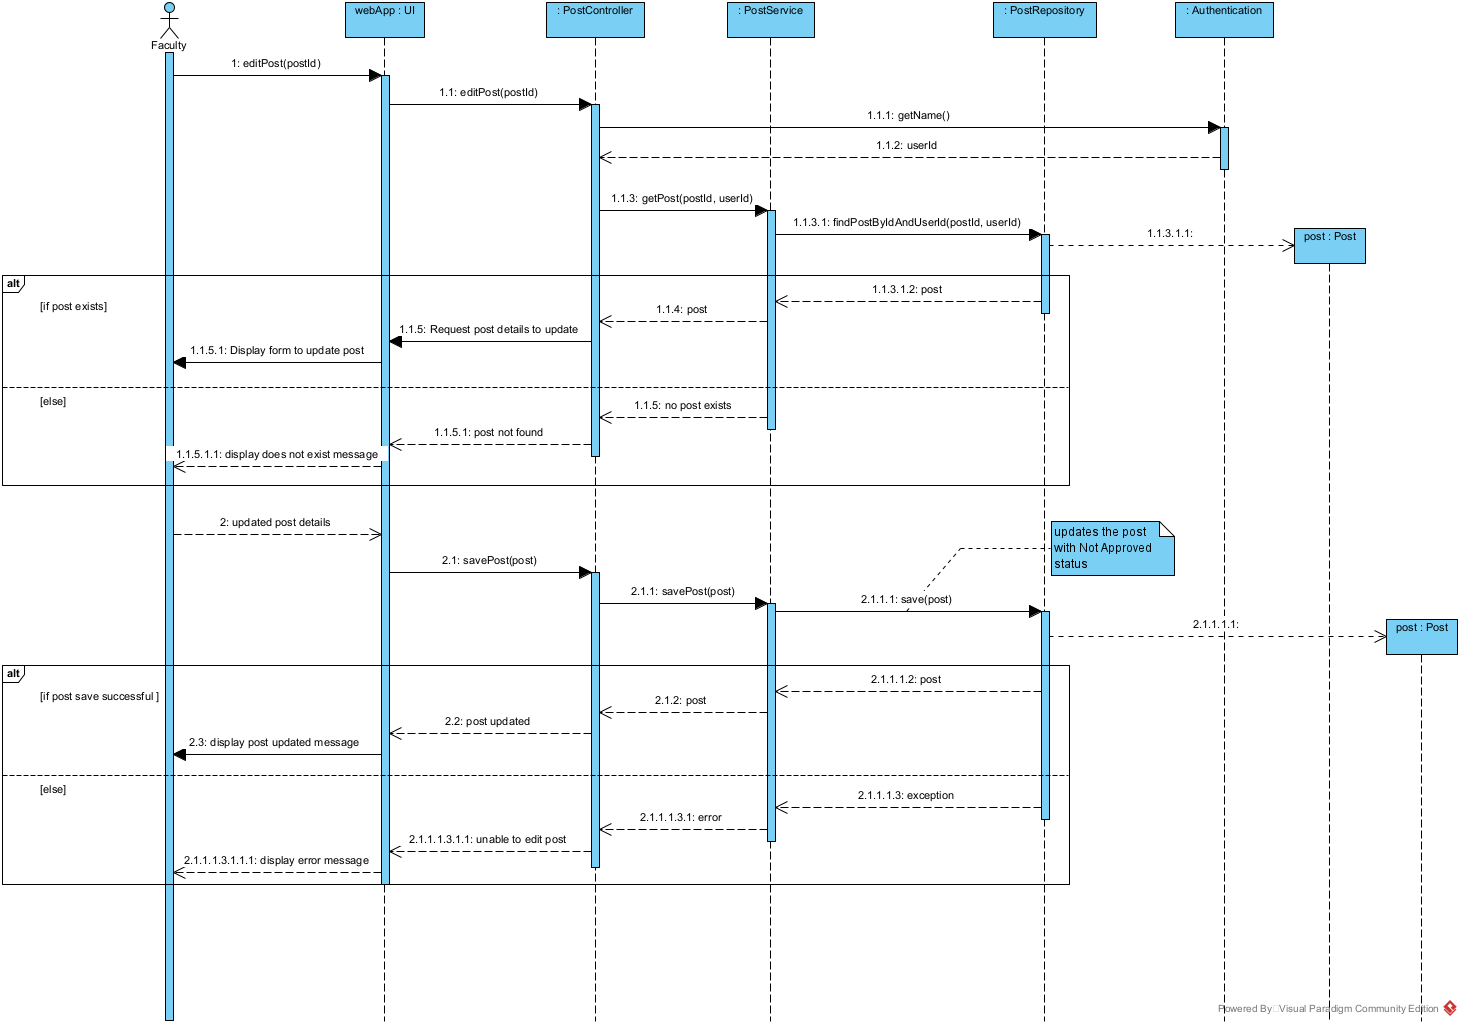 webApp : UI
: PostController
: PostService
: PostRepository
: Authentication
Faculty
1: editPost(postId)
1.1: editPost(postId)
1.1.1: getName()
1.1.2: userId
1.1.3: getPost(postId, userId)
1.1.3.1: findPostByIdAndUserId(postId, userId)
1.1.3.1.1:
post : Post
alt
[if post exists]
1.1.3.1.2: post
1.1.4: post
1.1.5: Request post details to update
1.1.5.1: Display form to update post
[else]
1.1.5: no post exists
1.1.5.1: post not found
1.1.5.1.1: display does not exist message
2: updated post details
updates the post
with Not Approved
status
2.1: savePost(post)
2.1.1: savePost(post)
2.1.1.1: save(post)
2.1.1.1.1:
post : Post
alt
[if post save successful ]
2.1.1.1.2: post
2.1.2: post
2.2: post updated
2.3: display post updated message
[else]
2.1.1.1.3: exception
2.1.1.1.3.1: error
2.1.1.1.3.1.1: unable to edit post
2.1.1.1.3.1.1.1: display error message
Powered By Visual Paradigm Community Edition